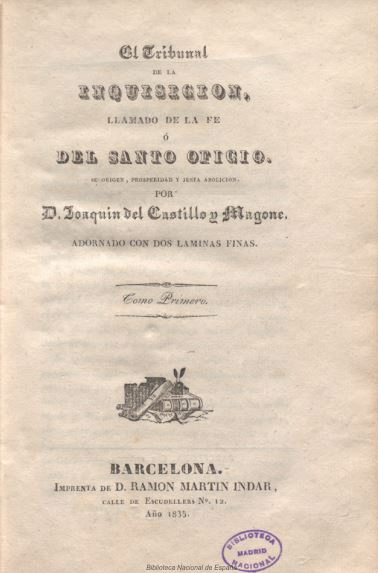 El Tribunal
DE LA
INQUISICION,
LLAMADO DE LA FE
ó
DEL SANTO OFICIO.
SU ORIGEN, PROSPERIDAD Y JUSTA ABOLICION.
POR
D. Joaquin del Castillo y Magone.
ADORNADO CON DOS LAMINAS FINAS.
Tomo Primero.
BARCELONA.
IMPRENTA DE D. RAMON MARTIN INDAR,
CALLE DE ESCUDELLERS Nº. 12.
Año 1835.
BIBLIOTECA
MADRID
NACIONAL
Biblioteca Nacional de España